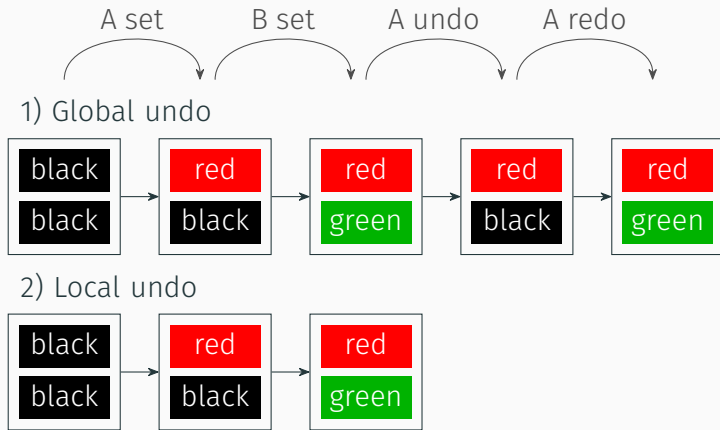 A set B set A undo A redo
1) Global undo
black red red red red
black black green black green
2) Local undo
black red red
black black green